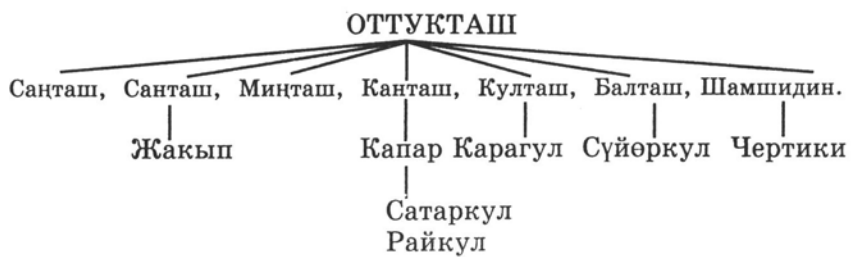 ОТТУКТАШ
Саңташ, Санташ, Миңташ, Канташ, Култаш, Балташ, Шамшидин.
Жакып Капар Карагул Сүйөркул Чертики
Сатаркул
Райкул